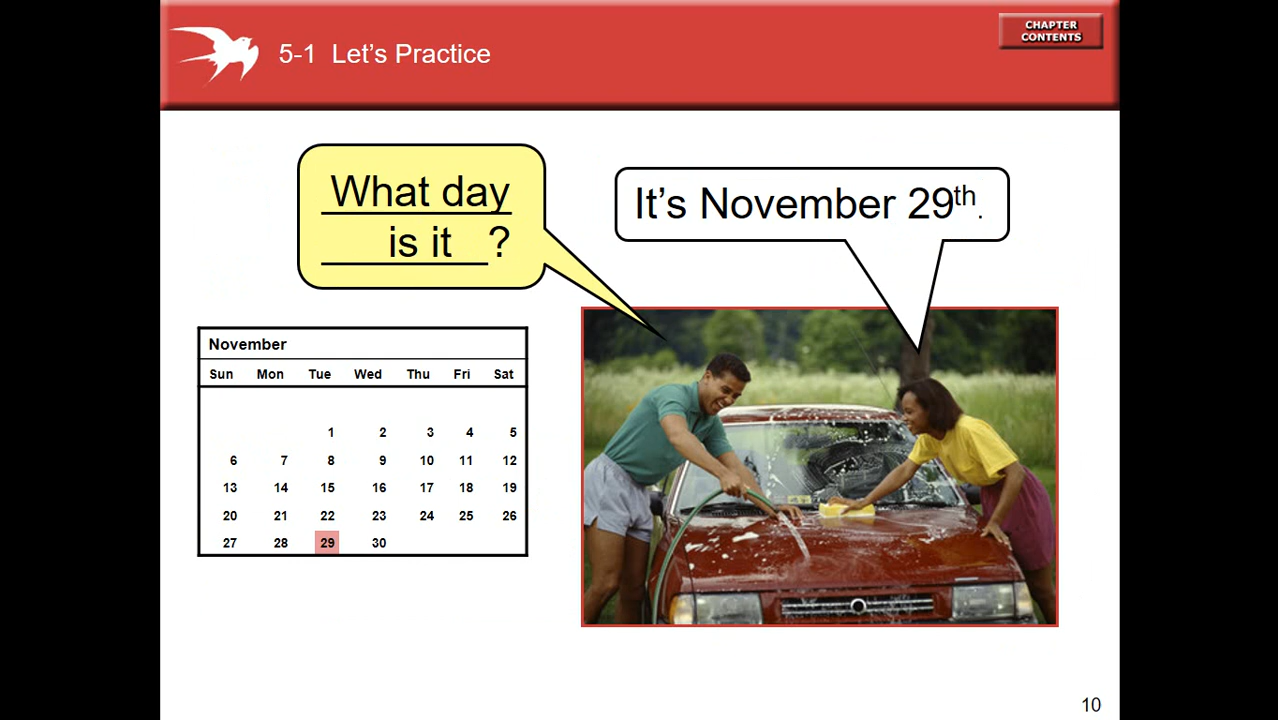 5-1 Let's Practice
CHAPTER
CONTENTS
What day
is it ?
It's November 29th.
November
Sun Mon Tue Wed Thu Fri Sat
1 2 3 4 5
6 7 8 9 10 11 12
13 14 15 16 17 18 19
20 21 22 23 24 25 26
27 28 29 30
10